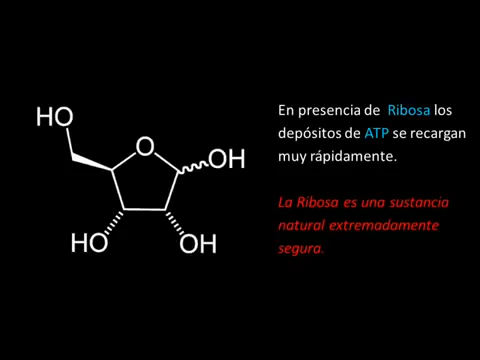 HO
O
OH
HO
OH
En presencia de Ribosa los
depósitos de ATP se recargan
muy rápidamente.
La Ribosa es una sustancia
natural extremadamente
segura.